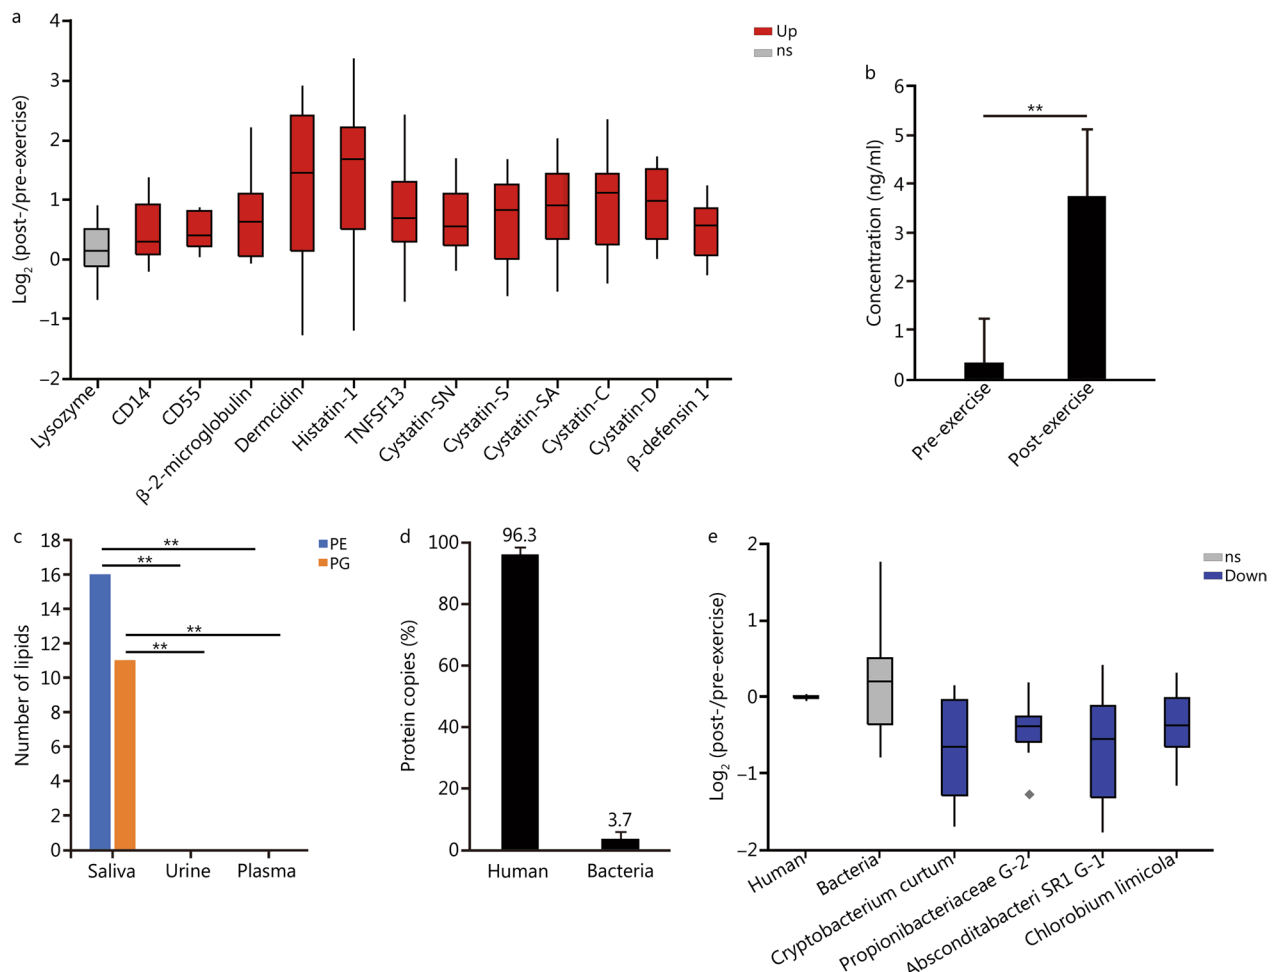 a
Up
ns
Log2 (post-/pre-exercise)
4
3
2
1
0
−1
−2
Lysozyme
CD14
CD55
β-2-microglobulin
Dermcidin
Histatin-1
TNFSF13
Cystatin-SN
Cystatin-S
Cystatin-SA
Cystatin-C
Cystatin-D
β-defensin 1
b
Concentration (ng/ml)
6
5
4
3
2
1
0
**
Pre-exercise
Post-exercise
c
PE
PG
Number of lipids
18
16
14
12
10
8
6
4
2
0
**
**
**
**
Saliva
Urine
Plasma
d
Protein copies (%)
100
80
60
40
20
0
96.3
3.7
Human
Bacteria
e
ns
Down
Log2 (post-/pre-exercise)
2
1
0
−1
−2
Human
Bacteria
Cryptobacterium curtum
Propionibacteriaceae G-2
Absconditabacteri SR1 G-1
Chlorobium limicola